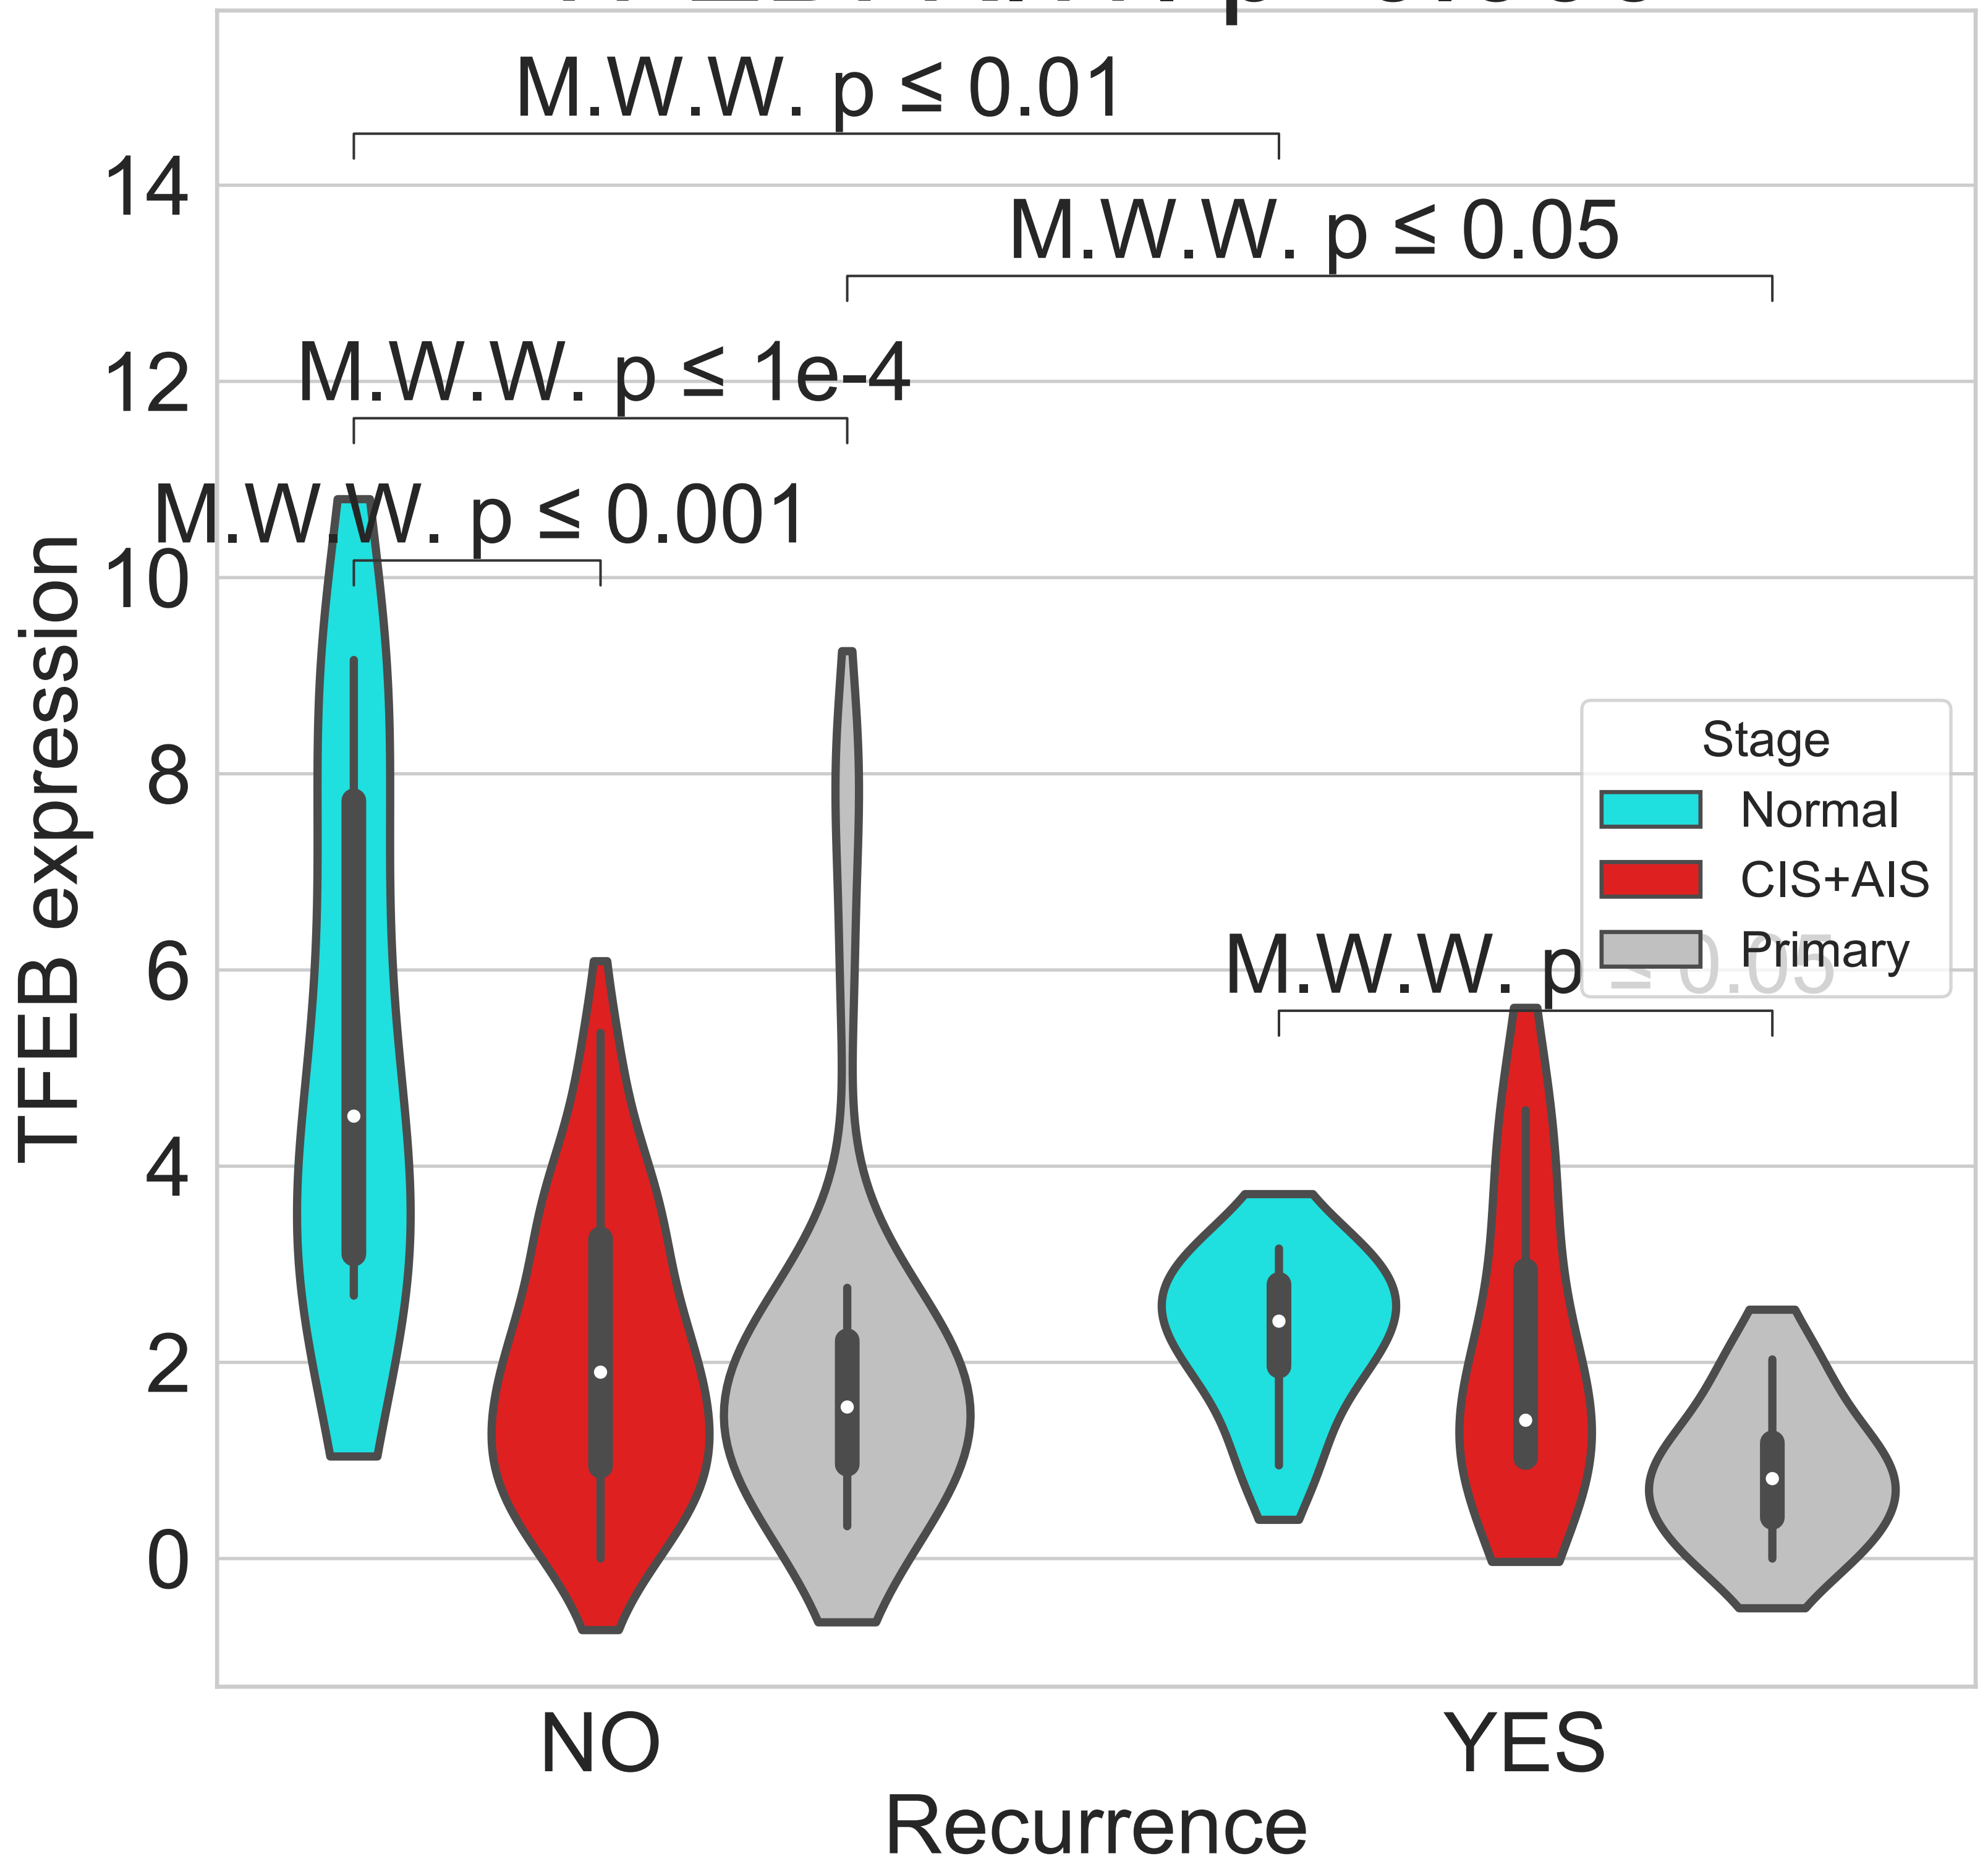 M.W.W. p ≤ 0.01
14
M.W.W. p ≤ 0.05
12
M.W.W. p ≤ 1e-4
M.W.W. p ≤ 0.001
10
TFEB expression
8
Stage
Normal
CIS+AIS
Primary
6
M.W.W. p ≤ 0.05
4
2
0
NO
YES
Recurrence